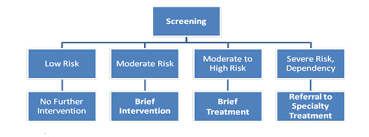 Screening
Low Risk
Moderate Risk
Moderate to
High Risk
Severe Risk,
Dependency
No Further
Intervention
Brief
Intervention
Brief
Treatment
Referral to
Specialty
Treatment